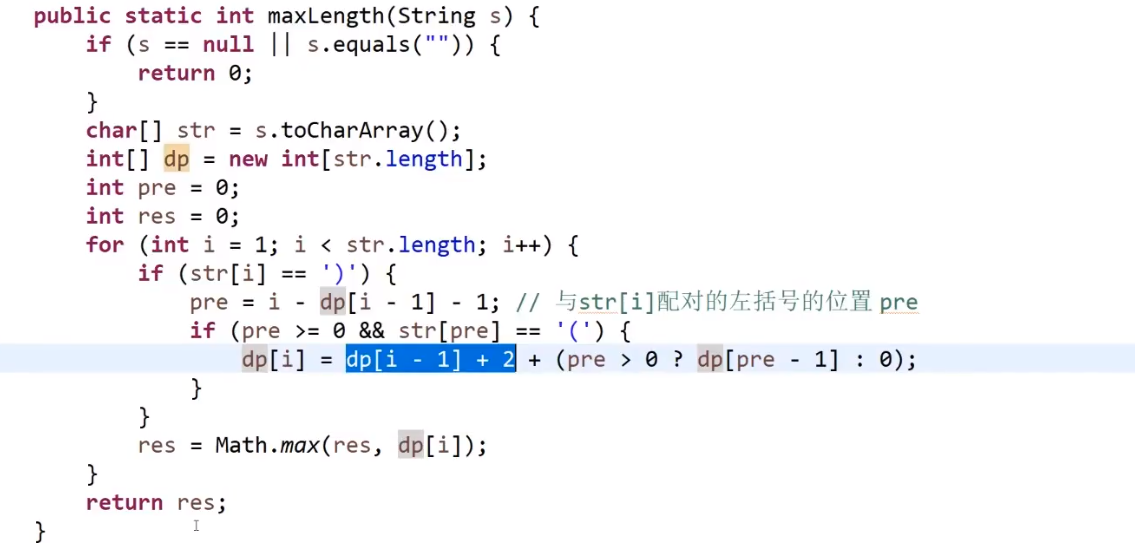 public static int maxLength(String s) {
    if (s == null || s.equals("")) {
        return 0;
    }
    char[] str = s.toCharArray();
    int[] dp = new int[str.length];
    int pre = 0;
    int res = 0;
    for (int i = 1; i < str.length; i++) {
        if (str[i] == ')') {
            pre = i - dp[i - 1] - 1; // 与str[i]配对的左括号的位置 pre
            if (pre >= 0 && str[pre] == '(') {
                dp[i] = dp[i - 1] + 2 + (pre > 0 ? dp[pre - 1] : 0);
            }
        }
        res = Math.max(res, dp[i]);
    }
    return res;
}